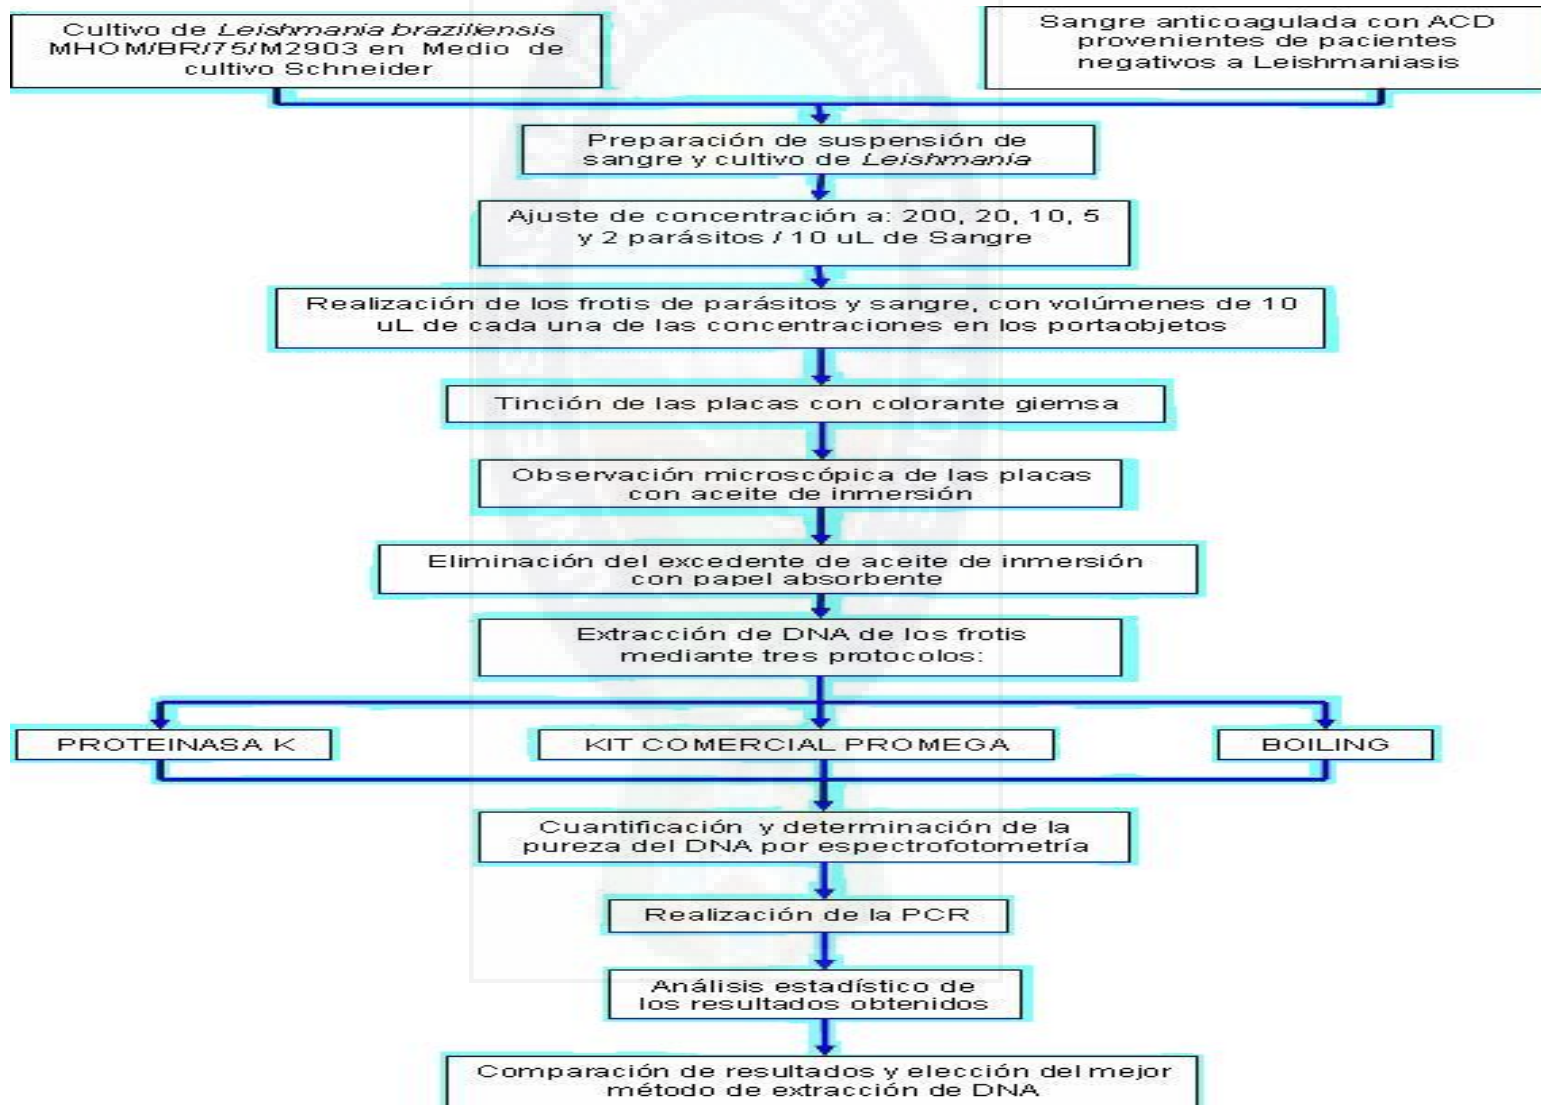 Cultivo de Leishmania braziliensis
MHOM/BR/75/M2903 en Medio de
cultivo Schneider
Sangre anticoagulada con ACD
provenientes de pacientes
negativos a Leishmaniasis
Preparación de suspensión de
sangre y cultivo de Leishmania
Ajuste de concentración a: 200, 20, 10, 5
y 2 parásitos / 10 uL de Sangre
Realización de los frotis de parásitos y sangre, con volúmenes de 10
uL de cada una de las concentraciones en los portaobjetos
Tinción de las placas con colorante giemsa
Observación microscópica de las placas
con aceite de inmersión
Eliminación del excedente de aceite de inmersión
con papel absorbente
Extracción de DNA de los frotis
mediante tres protocolos:
PROTEINASA K
KIT COMERCIAL PROMEGA
BOILING
Cuantificación y determinación de la
pureza del DNA por espectrofotometría
Realización de la PCR
Análisis estadístico de
los resultados obtenidos
Comparación de resultados y elección del mejor
método de extracción de DNA